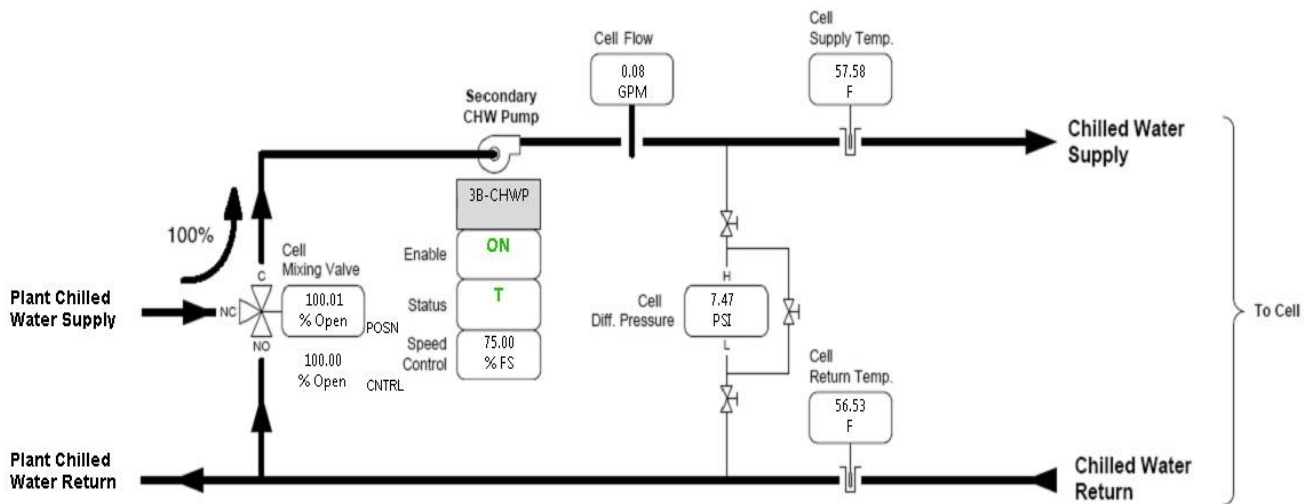 Cell Flow
0.08
GPM
Cell
Supply Temp.
57.58
F
Secondary
CHW Pump
Chilled Water
Supply
3B-CHWP
100%
Enable
ON
Cell
Mixing Valve
C
Plant Chilled
Water Supply
NC
100.01
% Open
POSN
NO
100.00
% Open
CNTRL
Status
T
Speed
Control
75.00
% FS
H
Cell
Diff. Pressure
7.47
PSI
L
To Cell
Cell
Return Temp.
56.53
F
Plant Chilled
Water Return
Chilled Water
Return